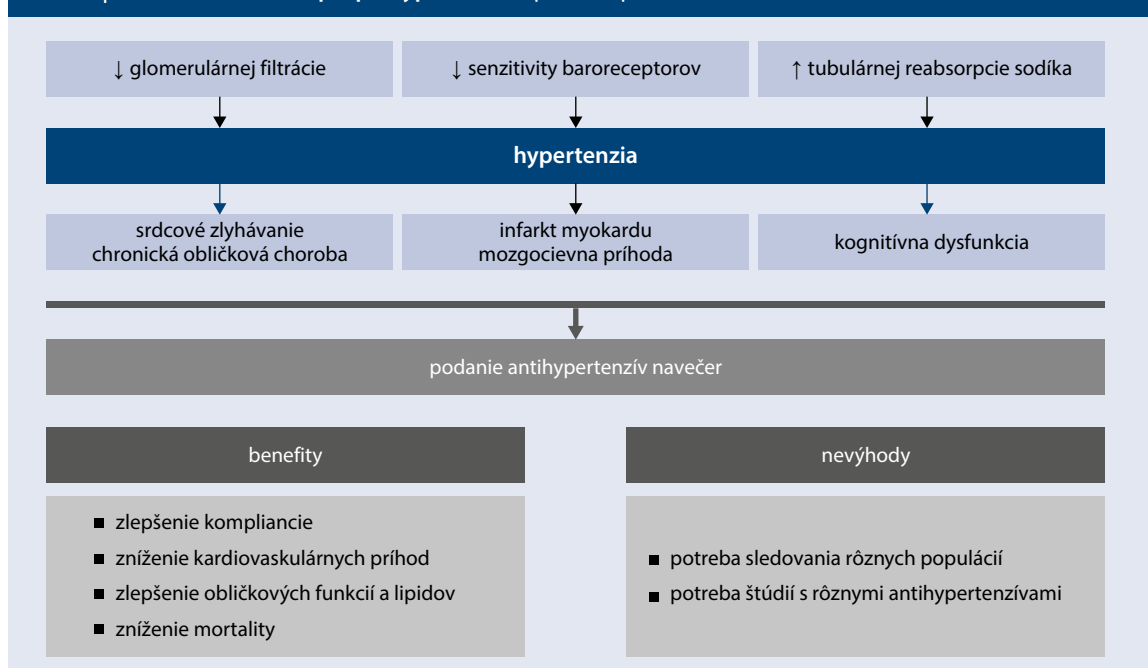 ↓ glomerulárnej filtrácie
↓ senzitivity baroreceptorov
↑ tubulárnej reabsorpcie sodíka
hypertenzia
srdcové zlyhávanie
chronická obličková choroba
infarkt myokardu
mozgocievna príhoda
kognitívna dysfunkcia
podanie antihypertenzív navečer
benefity
■ zlepšenie kompliancie
■ zníženie kardiovaskulárnych príhod
■ zlepšenie obličkových funkcií a lipidov
■ zníženie mortality
nevýhody
■ potreba sledovania rôznych populácií
■ potreba štúdií s rôznymi antihypertenzívami